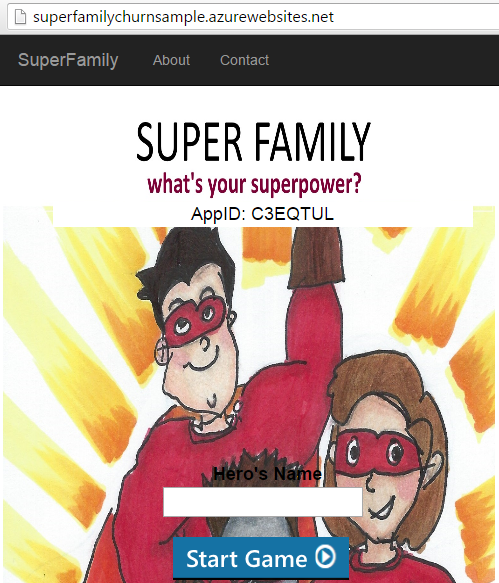 superfamilychurnsample.azurewebsites.net
SuperFamily About Contact
SUPER FAMILY
what's your superpower?
AppID: C3EQTUL
Hero's Name
Start Game